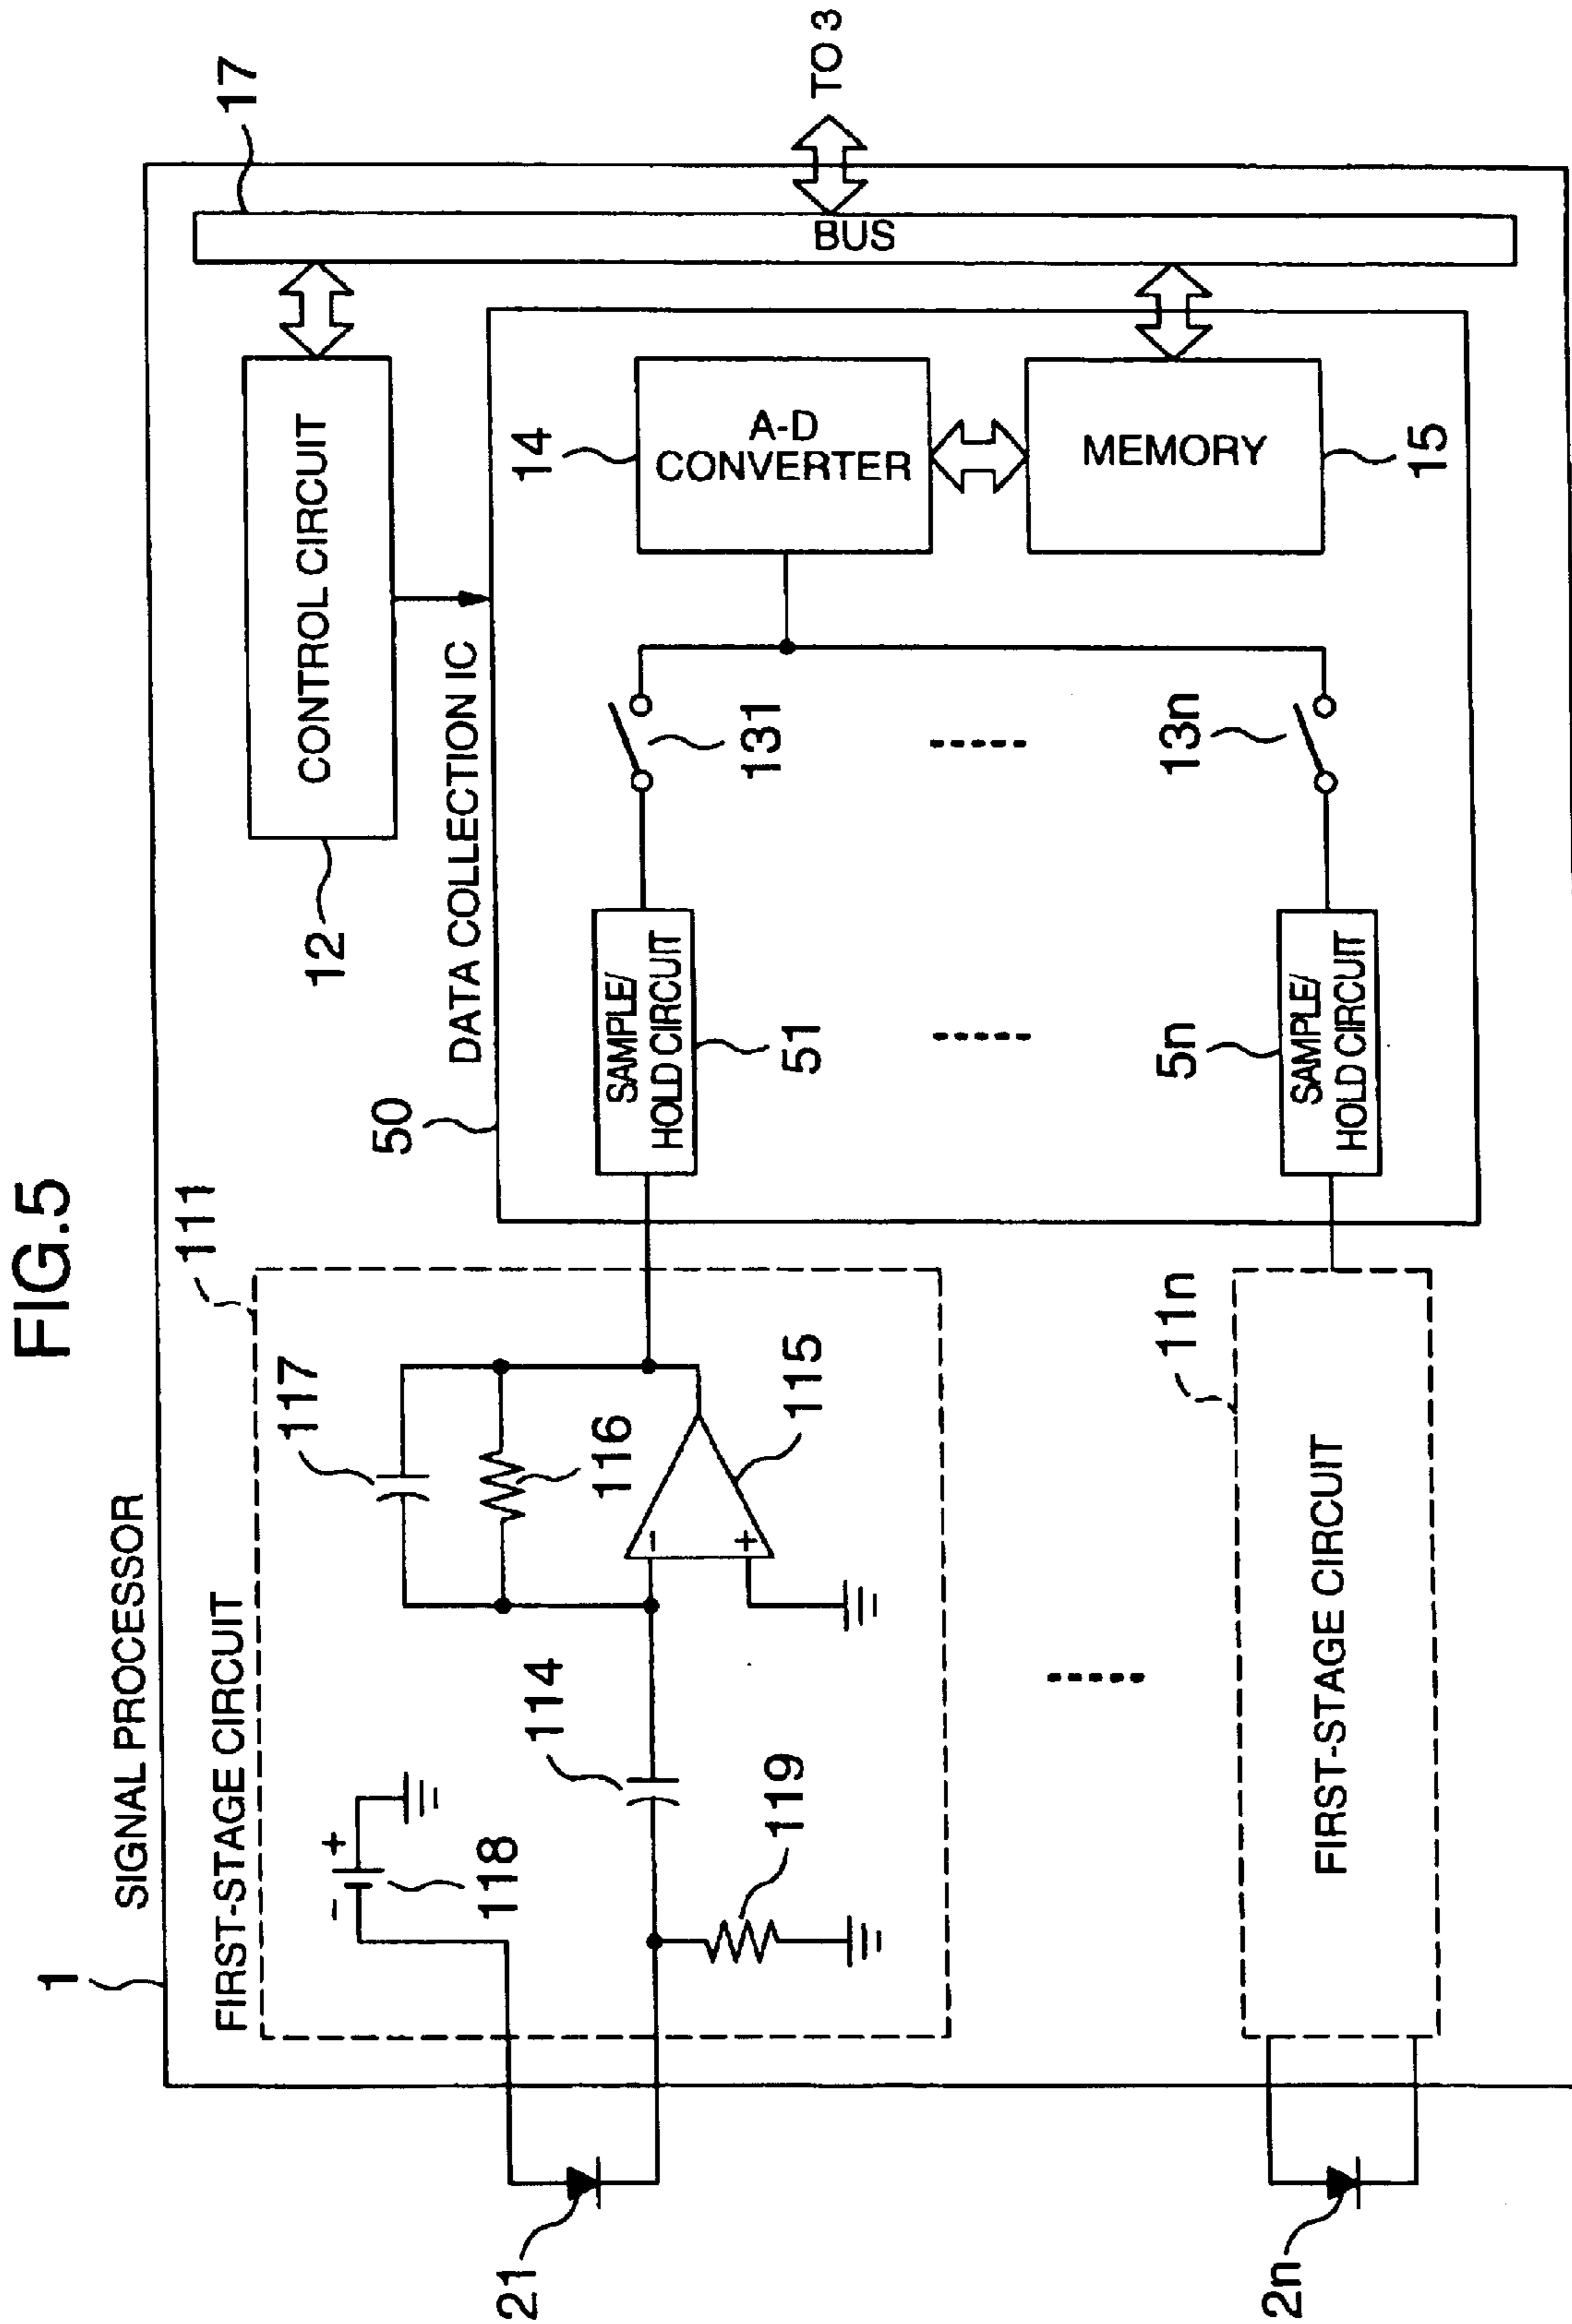 FIG.5
1
SIGNAL PROCESSOR
FIRST-STAGE CIRCUIT
111
117
116
115
114
118
119
−
+
−
+
21
12
CONTROL CIRCUIT
17
BUS
TO 3
50
DATA COLLECTION IC
SAMPLE/
HOLD CIRCUIT
51
131
14
A-D
CONVERTER
MEMORY
15
13n
5n
SAMPLE/
HOLD CIRCUIT
11n
FIRST-STAGE CIRCUIT
2n